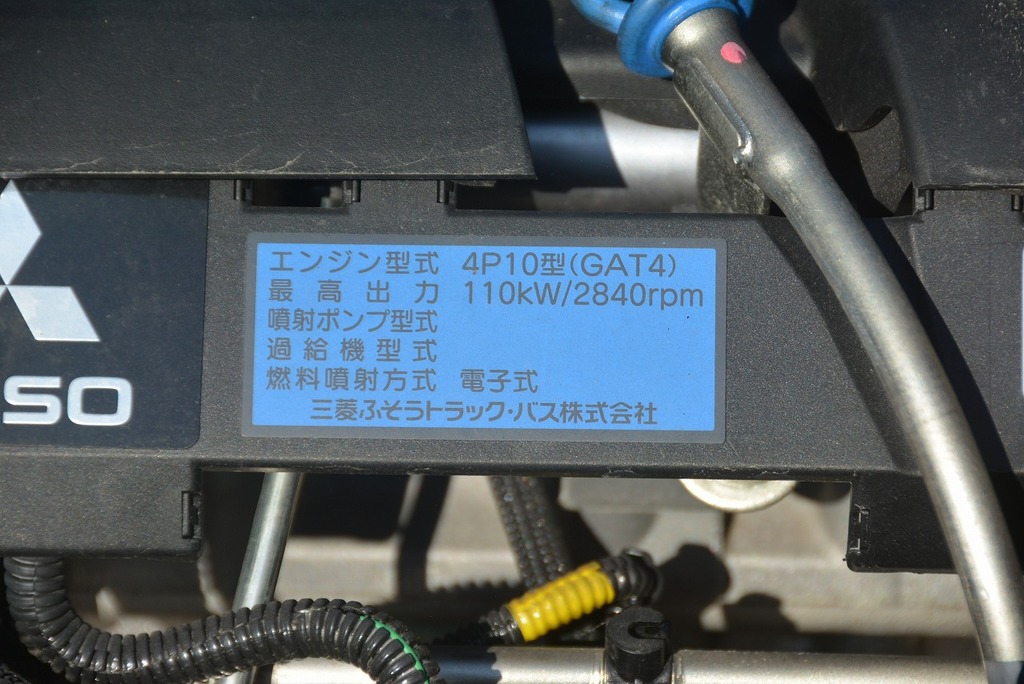 エンジン型式 4P10型(GAT4)
最高出力 110kW/2840rpm
噴射ポンプ型式
過給機型式
燃料噴射方式 電子式
三菱ふそうトラック・バス株式会社
SO